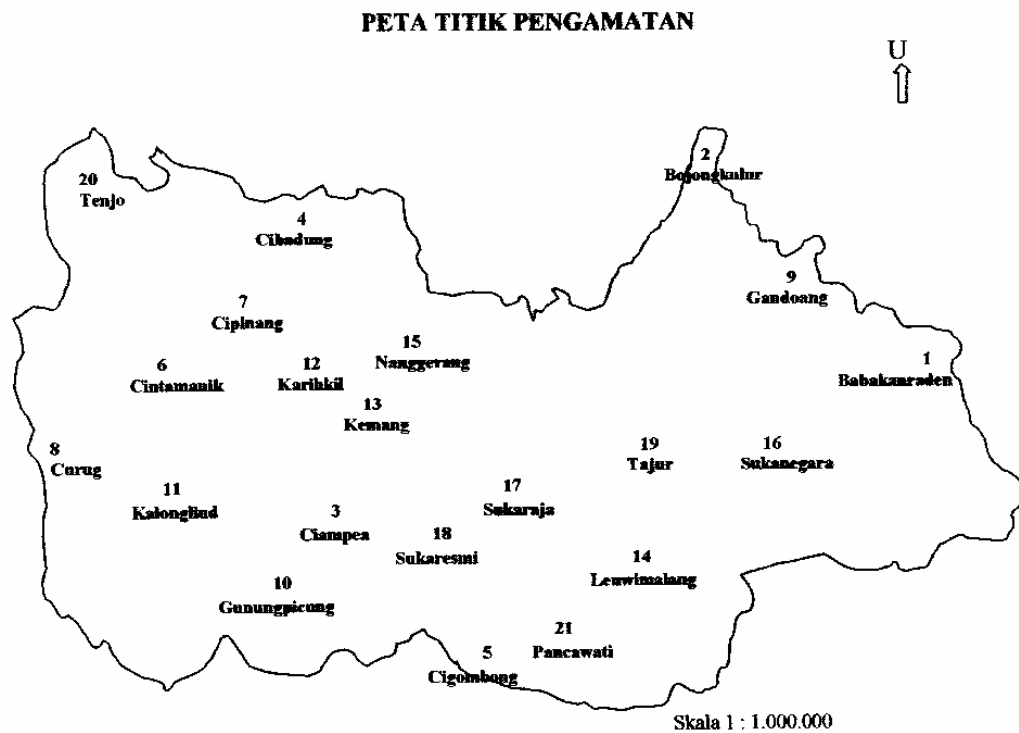 PETA TITIK PENGAMATAN
U
2
Bojongkulur
20
Tenjo
4
Cibadung
9
Gandoang
7
Cipinang
15
Nanggerang
1
Babakanraden
6
Cintamanik
12
Karihkil
13
Kemang
8
Curug
19
Tajur
16
Sukanegara
11
Kalongliud
17
Sukaraja
3
Ciampea
18
Sukaresmi
14
Leuwimalang
10
Gunungpicung
21
Pancawati
5
Cigombong
Skala 1 : 1.000.000